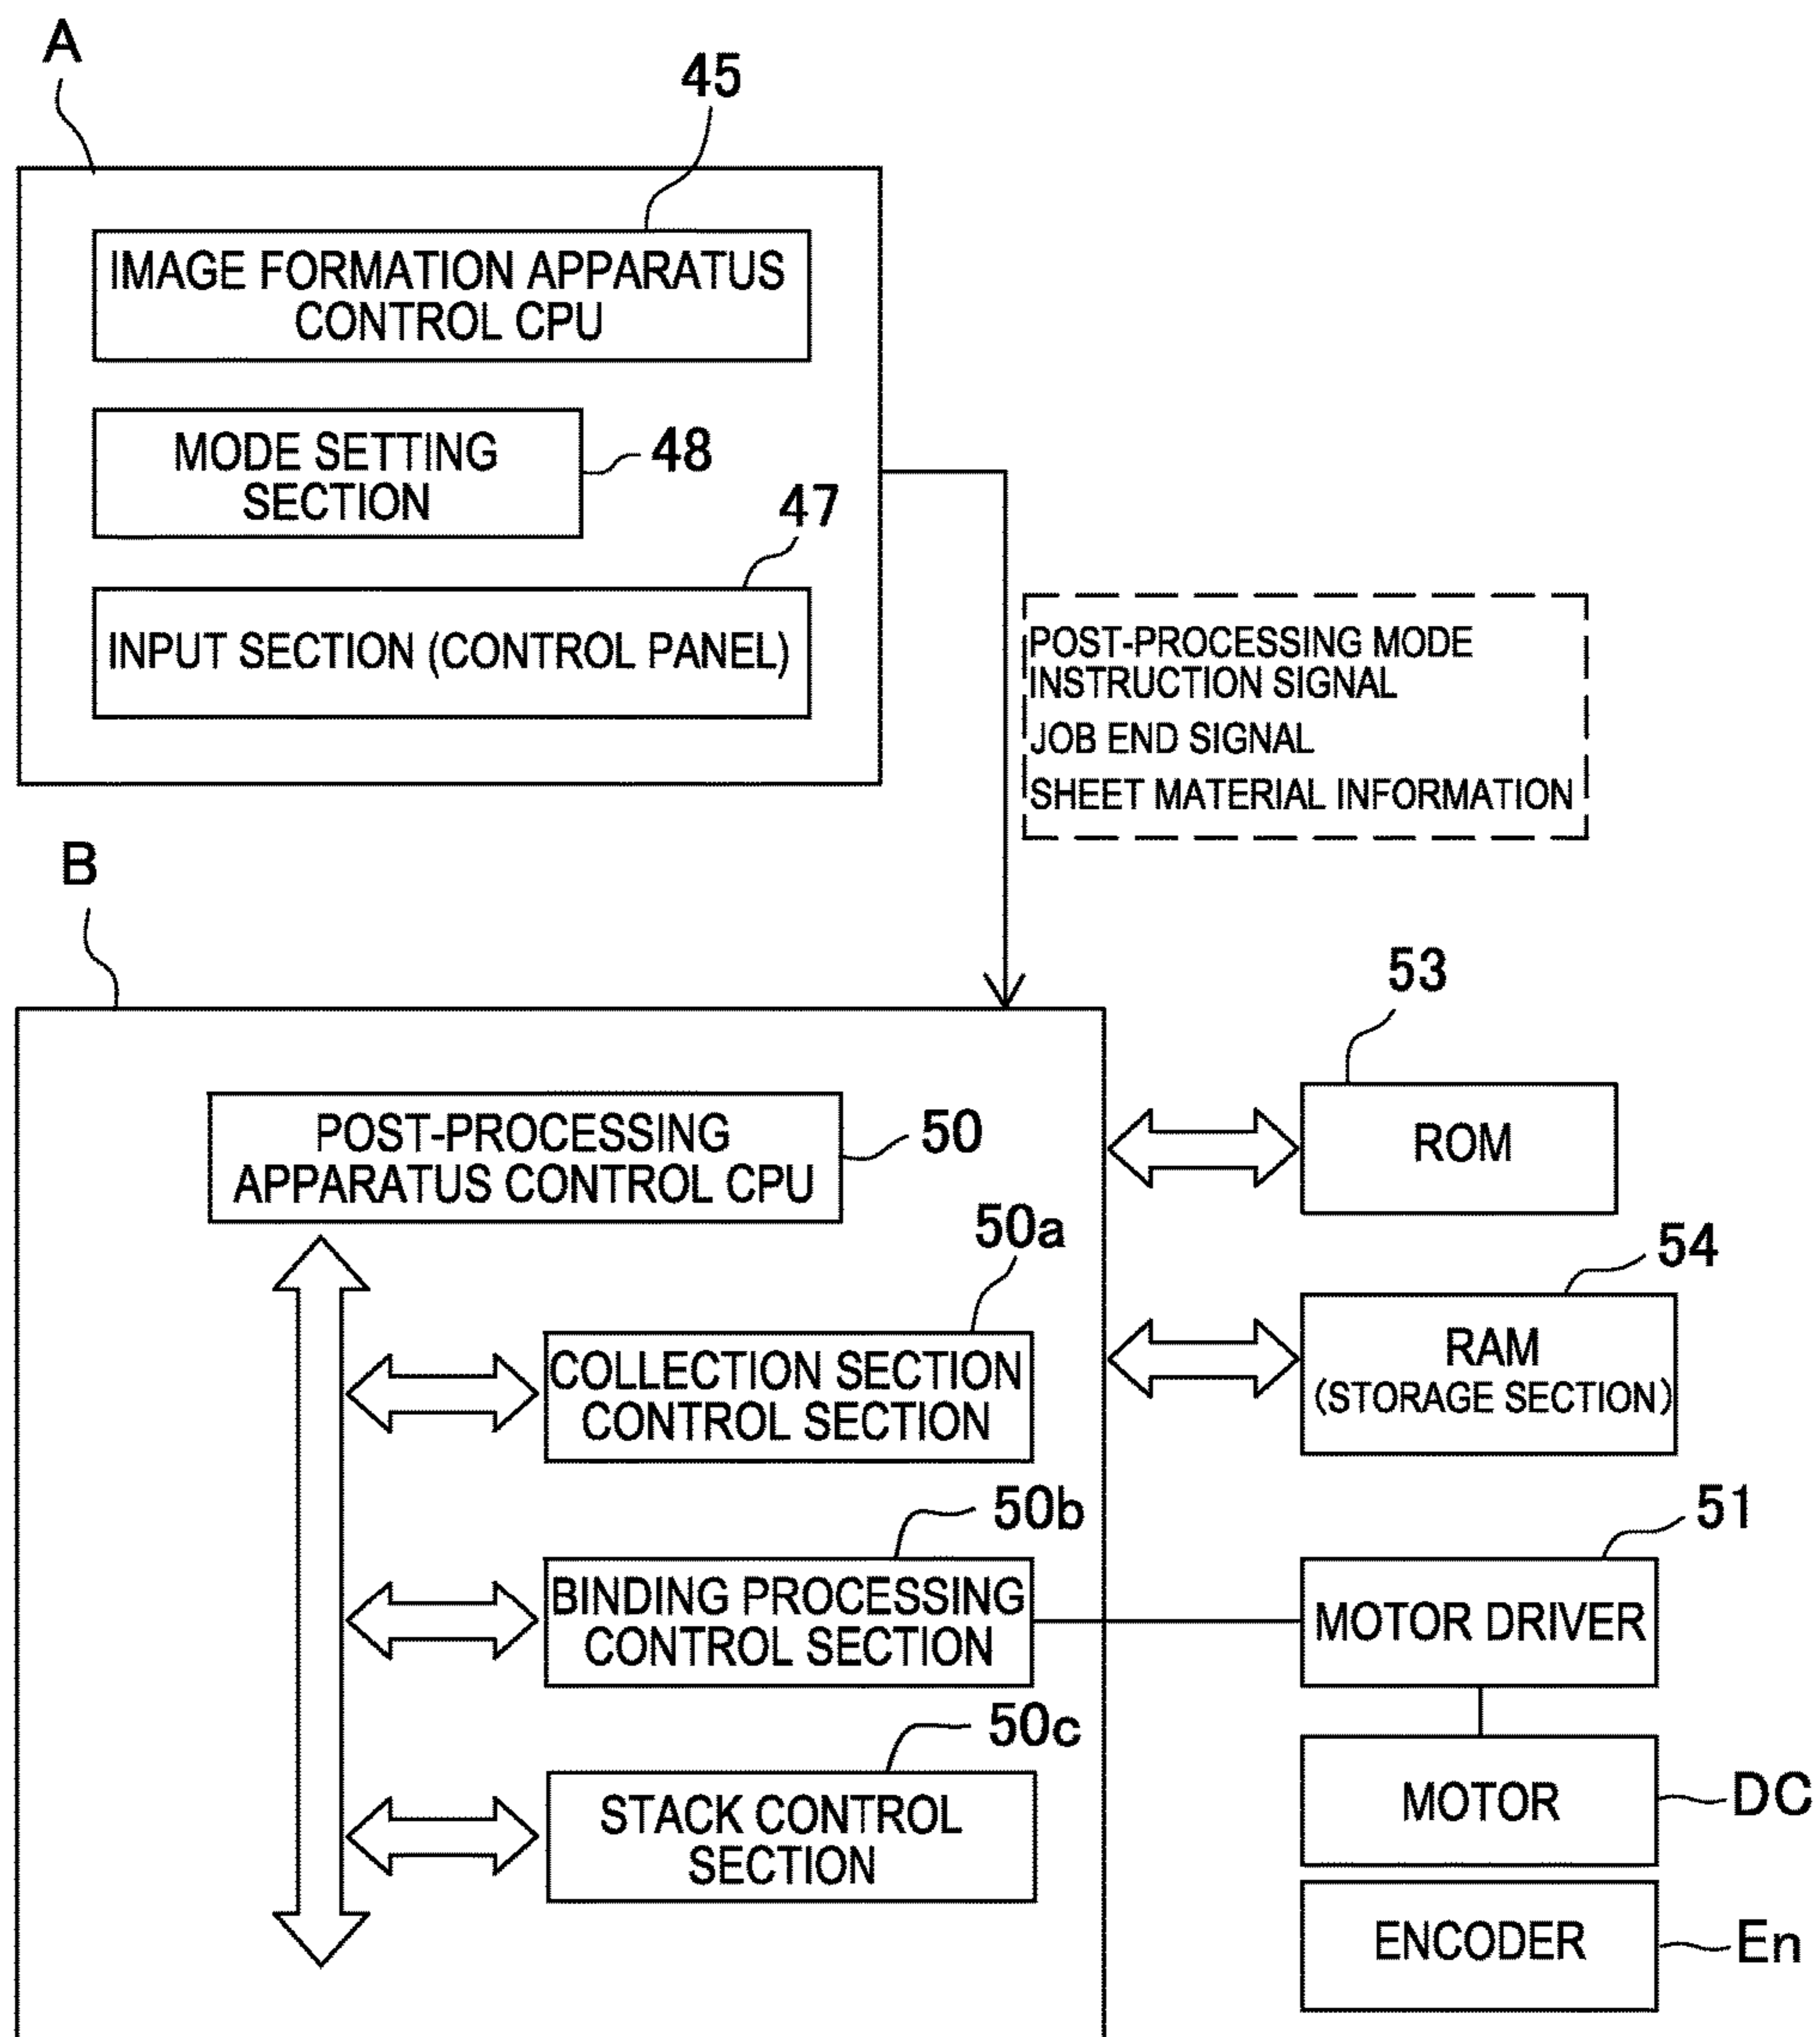 A
45
IMAGE FORMATION APPARATUS
CONTROL CPU
MODE SETTING
SECTION
48
47
INPUT SECTION (CONTROL PANEL)
POST-PROCESSING MODE
INSTRUCTION SIGNAL
JOB END SIGNAL
SHEET MATERIAL INFORMATION
B
POST-PROCESSING
APPARATUS CONTROL CPU
50
53
ROM
50a
COLLECTION SECTION
CONTROL SECTION
54
RAM
(STORAGE SECTION)
50b
BINDING PROCESSING
CONTROL SECTION
51
MOTOR DRIVER
50c
STACK CONTROL
SECTION
MOTOR
DC
ENCODER
En